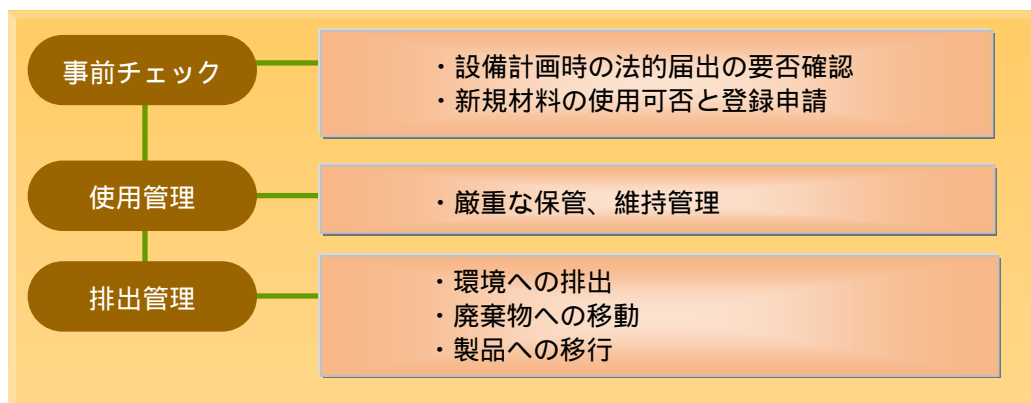 事前チェック
・設備計画時の法的届出の要否確認
・新規材料の使用可否と登録申請
使用管理
・厳重な保管、維持管理
排出管理
・環境への排出
・廃棄物への移動
・製品への移行